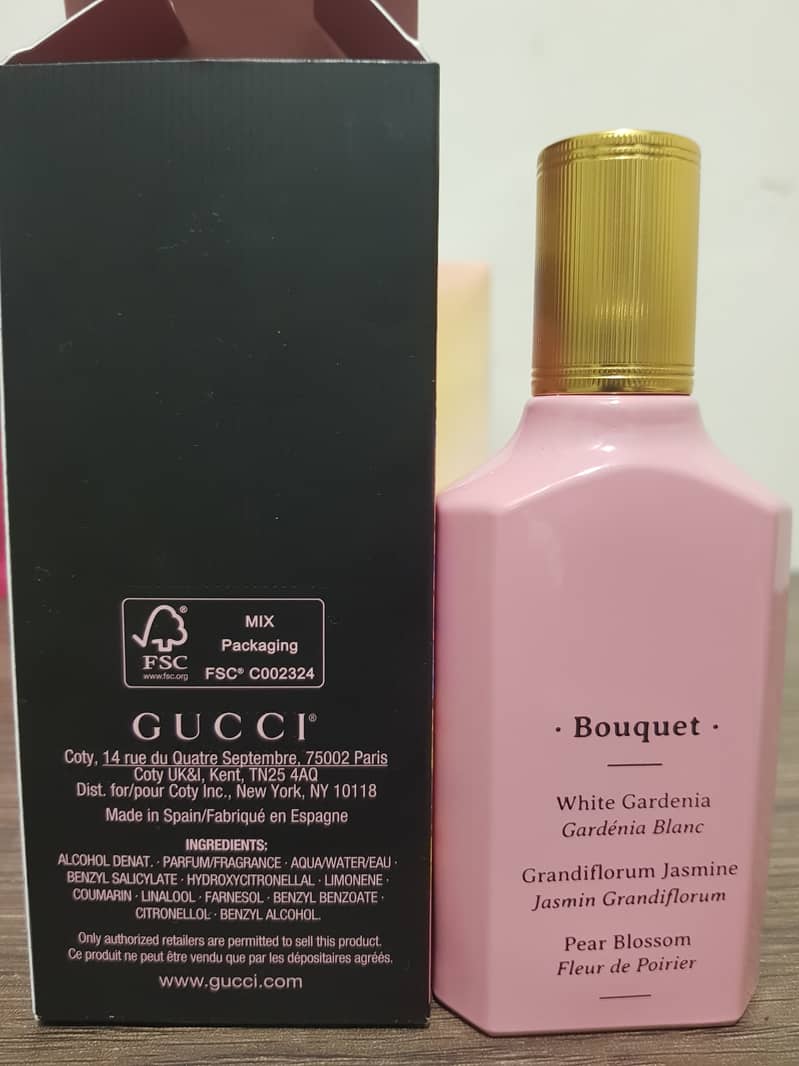 MIX
Packaging
FSC® C002324
FSC®
www.fsc.org
GUCCI®
Coty, 14 rue du Quatre Septembre, 75002 Paris
Coty UK&I, Kent, TN25 4AQ
Dist. for/pour Coty Inc., New York, NY 10118
Made in Spain/Fabriqué en Espagne
INGREDIENTS:
ALCOHOL DENAT. · PARFUM/FRAGRANCE · AQUA/WATER/EAU ·
BENZYL SALICYLATE · HYDROXYCITRONELLAL · LIMONENE ·
COUMARIN · LINALOOL · FARNESOL · BENZYL BENZOATE ·
CITRONELLOL · BENZYL ALCOHOL.
Only authorized retailers are permitted to sell this product.
Ce produit ne peut être vendu que par les dépositaires agréés.
www.gucci.com
· Bouquet ·
White Gardenia
Gardénia Blanc
Grandiflorum Jasmine
Jasmin Grandiflorum
Pear Blossom
Fleur de Poirier